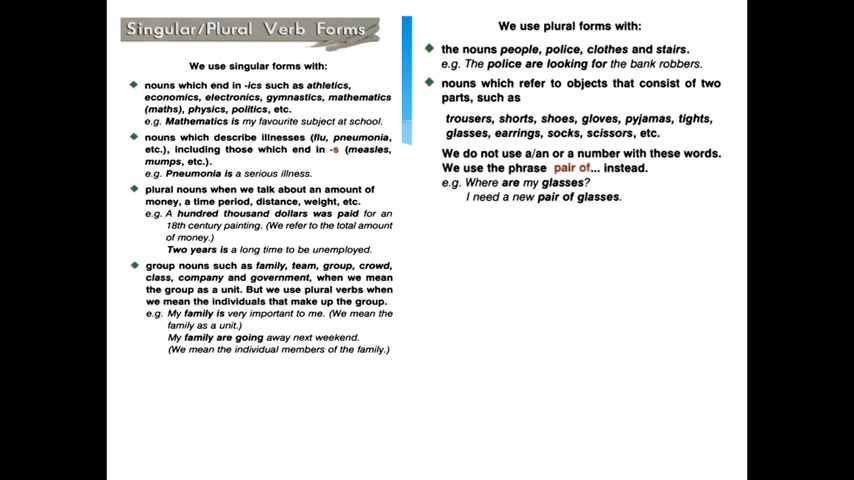 Singular/Plural Verb Forms
We use singular forms with:
nouns which end in -ics such as athletics,
economics, electronics, gymnastics, mathematics
(maths), physics, politics, etc.
e.g. Mathematics is my favourite subject at school.
nouns which describe illnesses (flu, pneumonia,
etc.), including those which end in -s (measles,
mumps, etc.).
e.g. Pneumonia is a serious illness.
plural nouns when we talk about an amount of
money, a time period, distance, weight, etc.
e.g. A hundred thousand dollars was paid for an
18th century painting. (We refer to the total amount
of money.)
Two years is a long time to be unemployed.
group nouns such as family, team, group, crowd,
class, company and government, when we mean
the group as a unit. But we use plural verbs when
we mean the individuals that make up the group.
e.g. My family is very important to me. (We mean the
family as a unit.)
My family are going away next weekend.
(We mean the individual members of the family.)
We use plural forms with:
the nouns people, police, clothes and stairs.
e.g. The police are looking for the bank robbers.
nouns which refer to objects that consist of two
parts, such as
trousers, shorts, shoes, gloves, pyjamas, tights,
glasses, earrings, socks, scissors, etc.
We do not use a/an or a number with these words.
We use the phrase pair of... instead.
e.g. Where are my glasses?
I need a new pair of glasses.